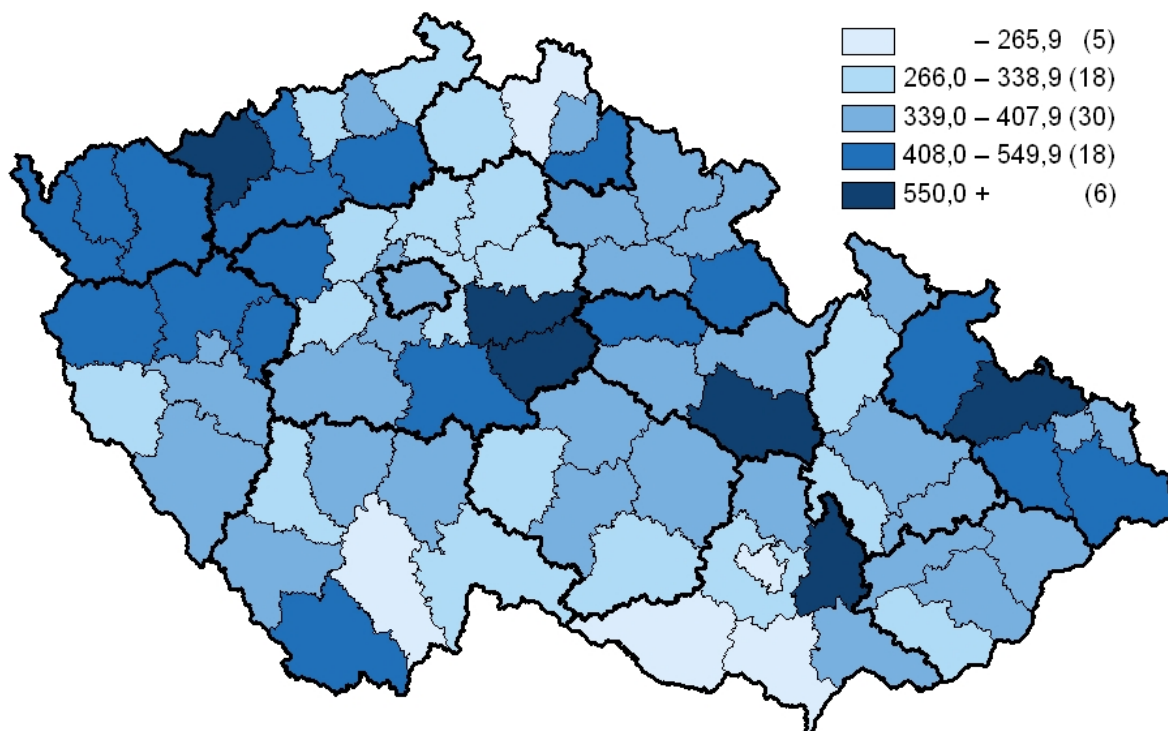 – 265,9 (5)
266,0 – 338,9 (18)
339,0 – 407,9 (30)
408,0 – 549,9 (18)
550,0 + (6)